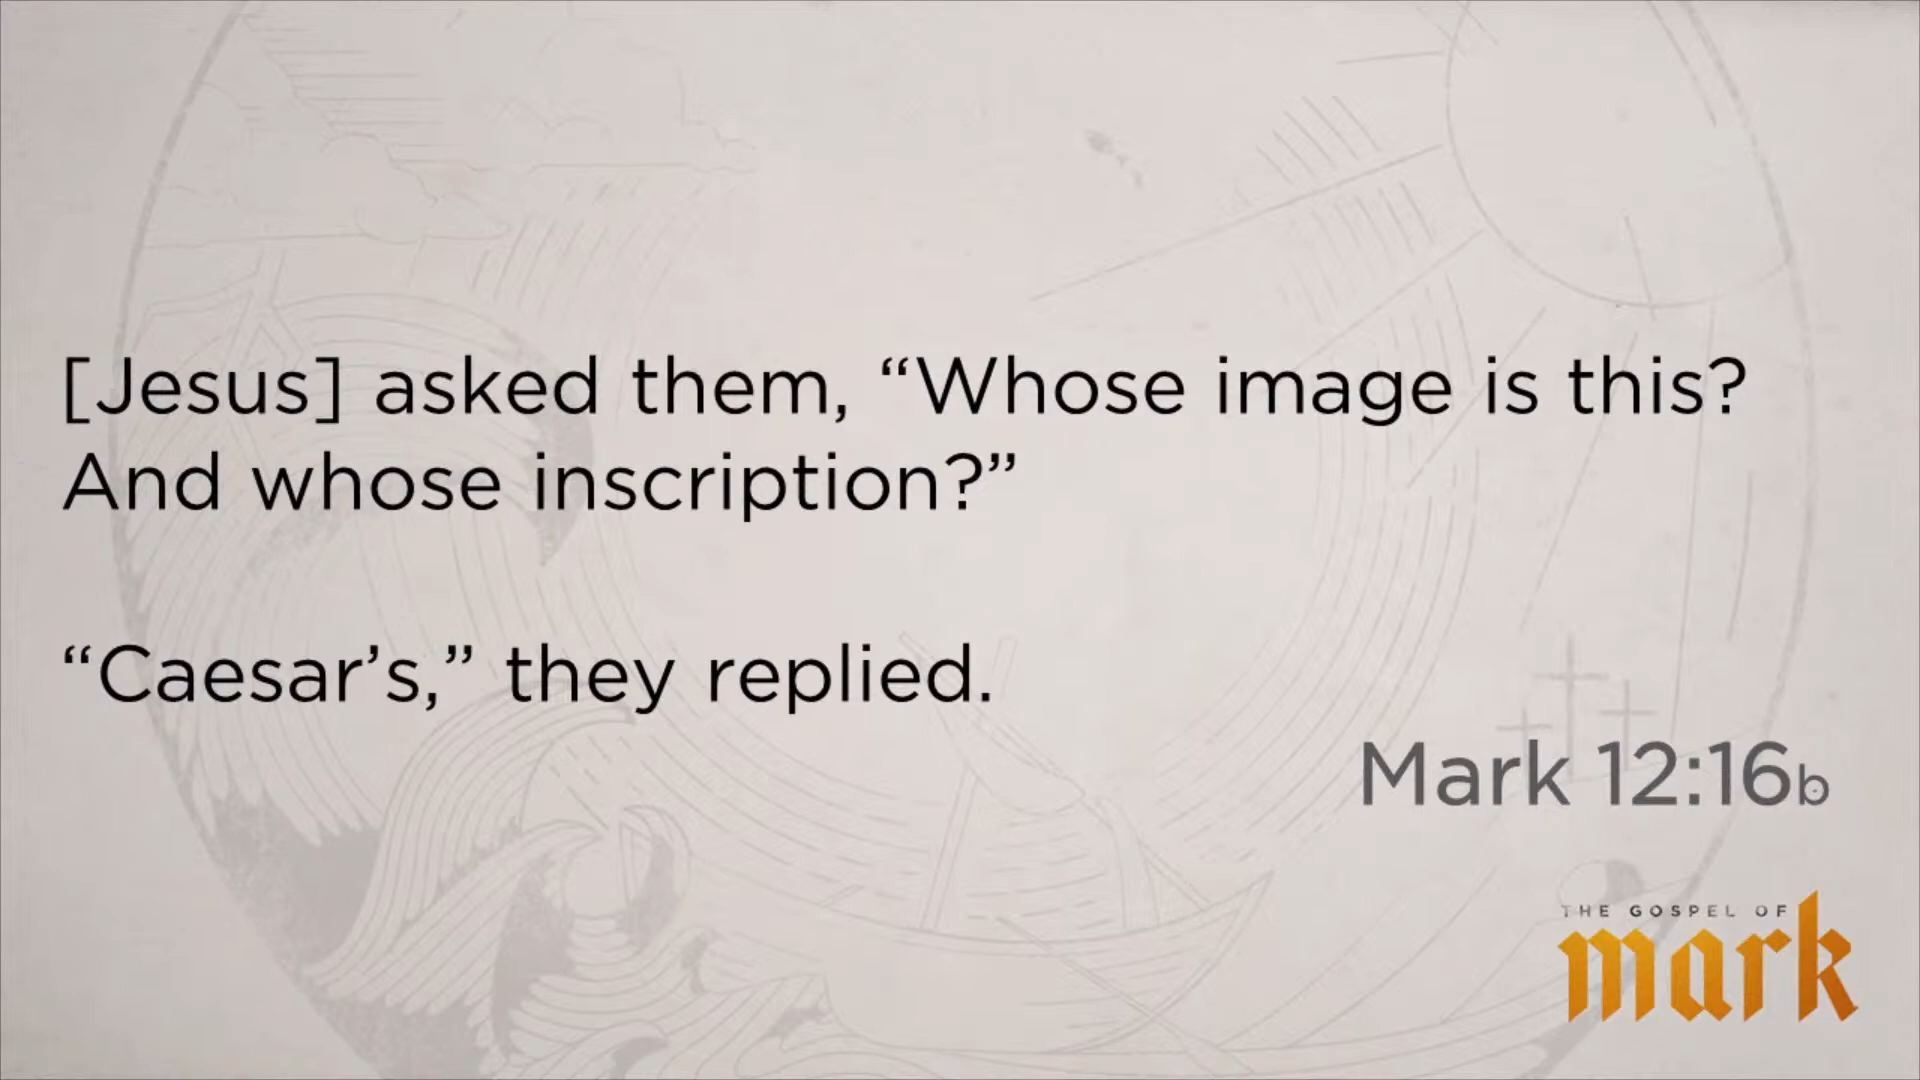 [Jesus] asked them, “Whose image is this?
And whose inscription?”
“Caesar’s,” they replied.
Mark 12:16b
THE GOSPEL OF
mark